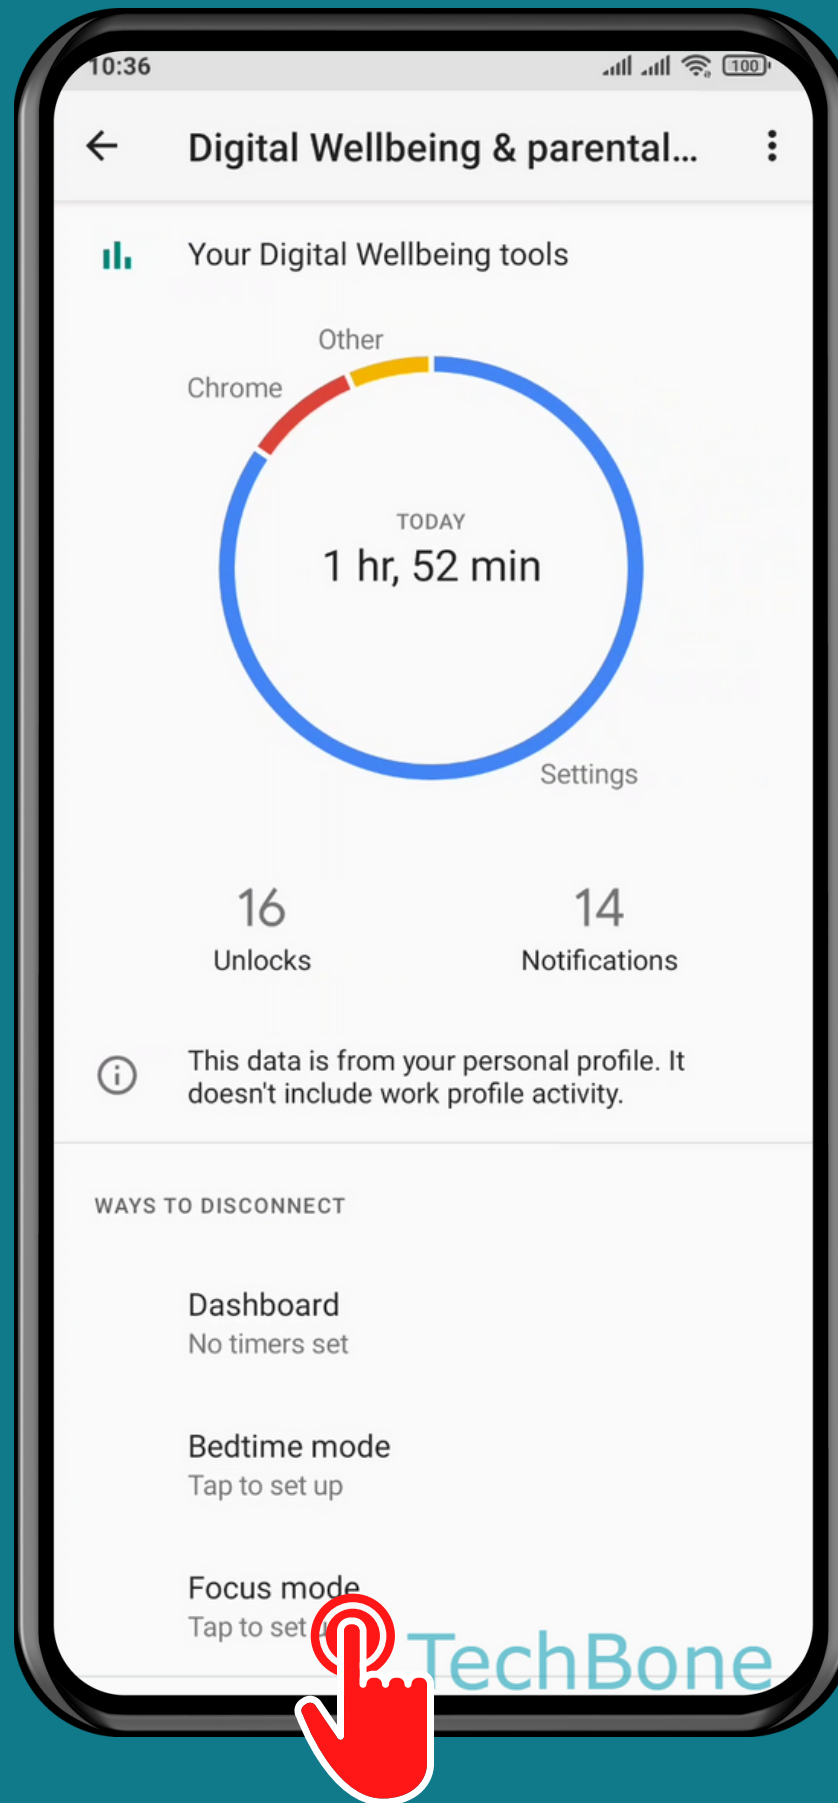 10:36
100
Digital Wellbeing & parental...
Your Digital Wellbeing tools
Other
Chrome
TODAY
1 hr, 52 min
Settings
16
14
Unlocks
Notifications
This data is from your personal profile. It
doesn't include work profile activity.
WAYS TO DISCONNECT
Dashboard
No timers set
Bedtime mode
Tap to set up
Focus mode
Tap to set u
TechBone